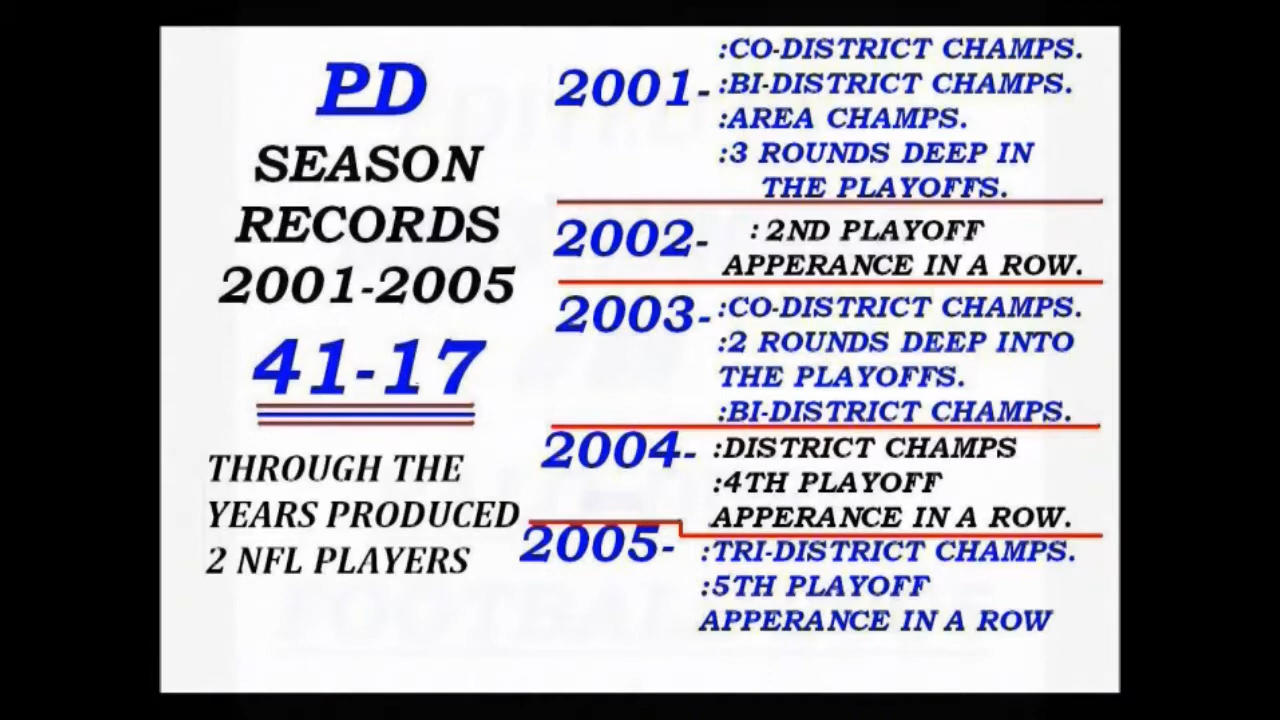 PD
SEASON
RECORDS
2001-2005
41-17
THROUGH THE
YEARS PRODUCED
2 NFL PLAYERS
2001-
:CO-DISTRICT CHAMPS.
:BI-DISTRICT CHAMPS.
:AREA CHAMPS.
:3 ROUNDS DEEP IN
THE PLAYOFFS.
2002-
: 2ND PLAYOFF
APPERANCE IN A ROW.
2003-
:CO-DISTRICT CHAMPS.
:2 ROUNDS DEEP INTO
THE PLAYOFFS.
:BI-DISTRICT CHAMPS.
2004-
:DISTRICT CHAMPS
:4TH PLAYOFF
APPERANCE IN A ROW.
2005-
:TRI-DISTRICT CHAMPS.
:5TH PLAYOFF
APPERANCE IN A ROW